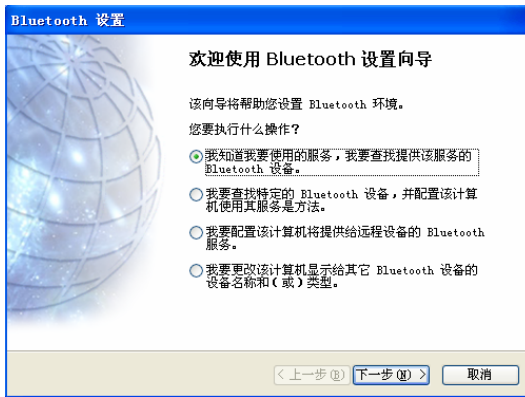 Bluetooth 设置
欢迎使用 Bluetooth 设置向导
该向导将帮助您设置 Bluetooth 环境。
您要执行什么操作？
我知道我要使用的服务，我要查找提供该服务的
Bluetooth 设备。
我要查找特定的 Bluetooth 设备，并配置该计算
机使用其服务是方法。
我要配置该计算机将提供给远程设备的 Bluetooth
服务。
我要更改该计算机显示给其它 Bluetooth 设备的
设备名称和(或)类型。
<上一步(B) 下一步(N)> 取消